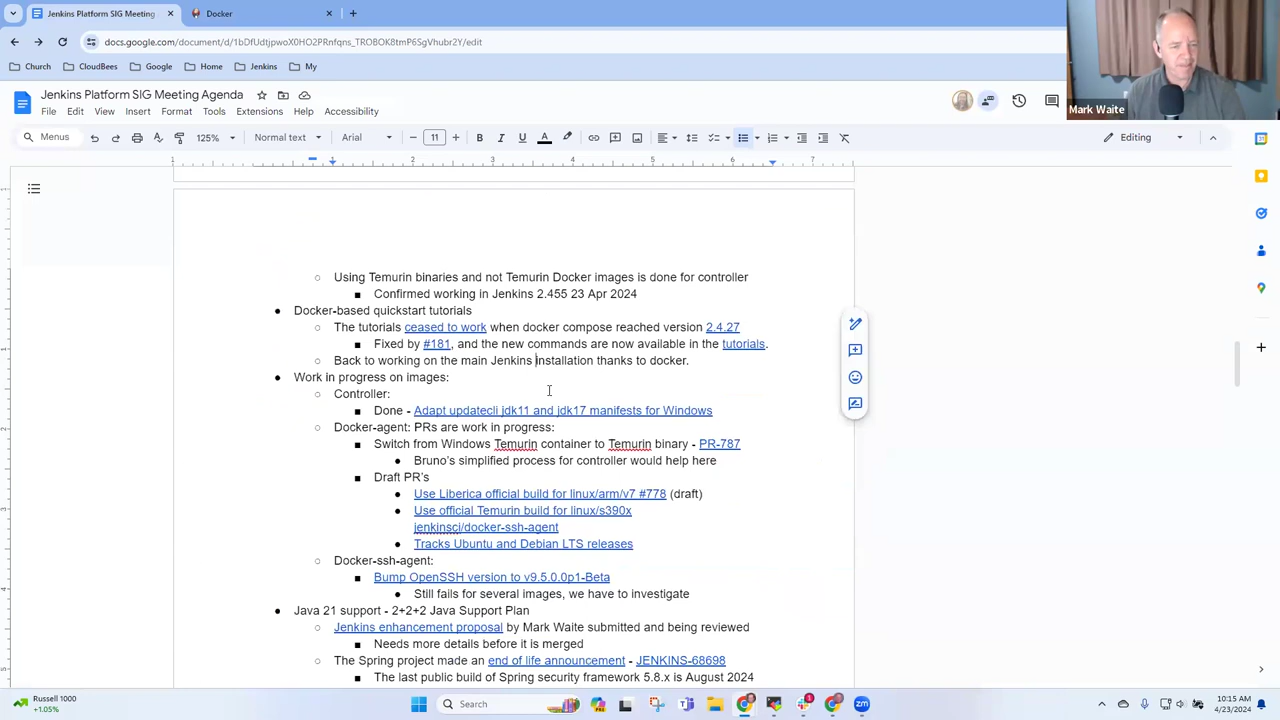 Jenkins Platform SIG Meeting Agenda
Docker
docs.google.com/document/d/1bDfUdtjpwoX0HO2PRnfqns_TROBOK8tmP6SgVhubr2Y/edit
Church
CloudBees
Google
Home
Jenkins
My
Jenkins Platform SIG Meeting Agenda
File Edit View Insert Format Tools Extensions Help Accessibility
Menus 125% Normal text Arial 11 Editing
Mark Waite
1 1 2 3 4 5 6 7
○ Using Temurin binaries and not Temurin Docker images is done for controller
■ Confirmed working in Jenkins 2.455 23 Apr 2024
● Docker-based quickstart tutorials
○ The tutorials ceased to work when docker compose reached version 2.4.27
■ Fixed by #181, and the new commands are now available in the tutorials.
○ Back to working on the main Jenkins installation thanks to docker.
● Work in progress on images:
○ Controller:
■ Done - Adapt updatecli jdk11 and jdk17 manifests for Windows
○ Docker-agent: PRs are work in progress:
■ Switch from Windows Temurin container to Temurin binary - PR-787
● Bruno's simplified process for controller would help here
■ Draft PR's
● Use Liberica official build for linux/arm/v7 #778 (draft)
● Use official Temurin build for linux/s390x
jenkinsci/docker-ssh-agent
● Tracks Ubuntu and Debian LTS releases
○ Docker-ssh-agent:
■ Bump OpenSSH version to v9.5.0.0p1-Beta
● Still fails for several images, we have to investigate
● Java 21 support - 2+2+2 Java Support Plan
○ Jenkins enhancement proposal by Mark Waite submitted and being reviewed
■ Needs more details before it is merged
○ The Spring project made an end of life announcement - JENKINS-68698
■ The last public build of Spring security framework 5.8.x is August 2024
Russell 1000
+1.05%
Search
10:15 AM
4/23/2024